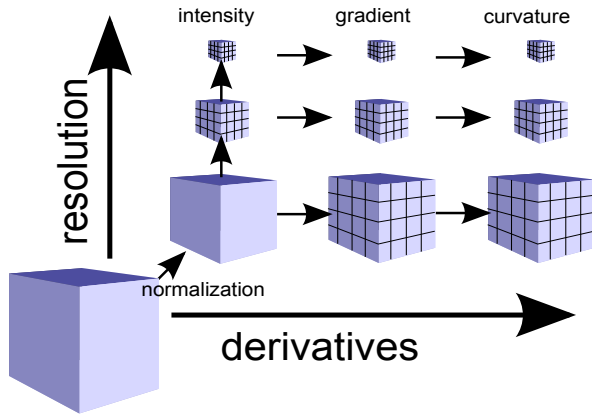 intensity
gradient
curvature
resolution
normalization
derivatives